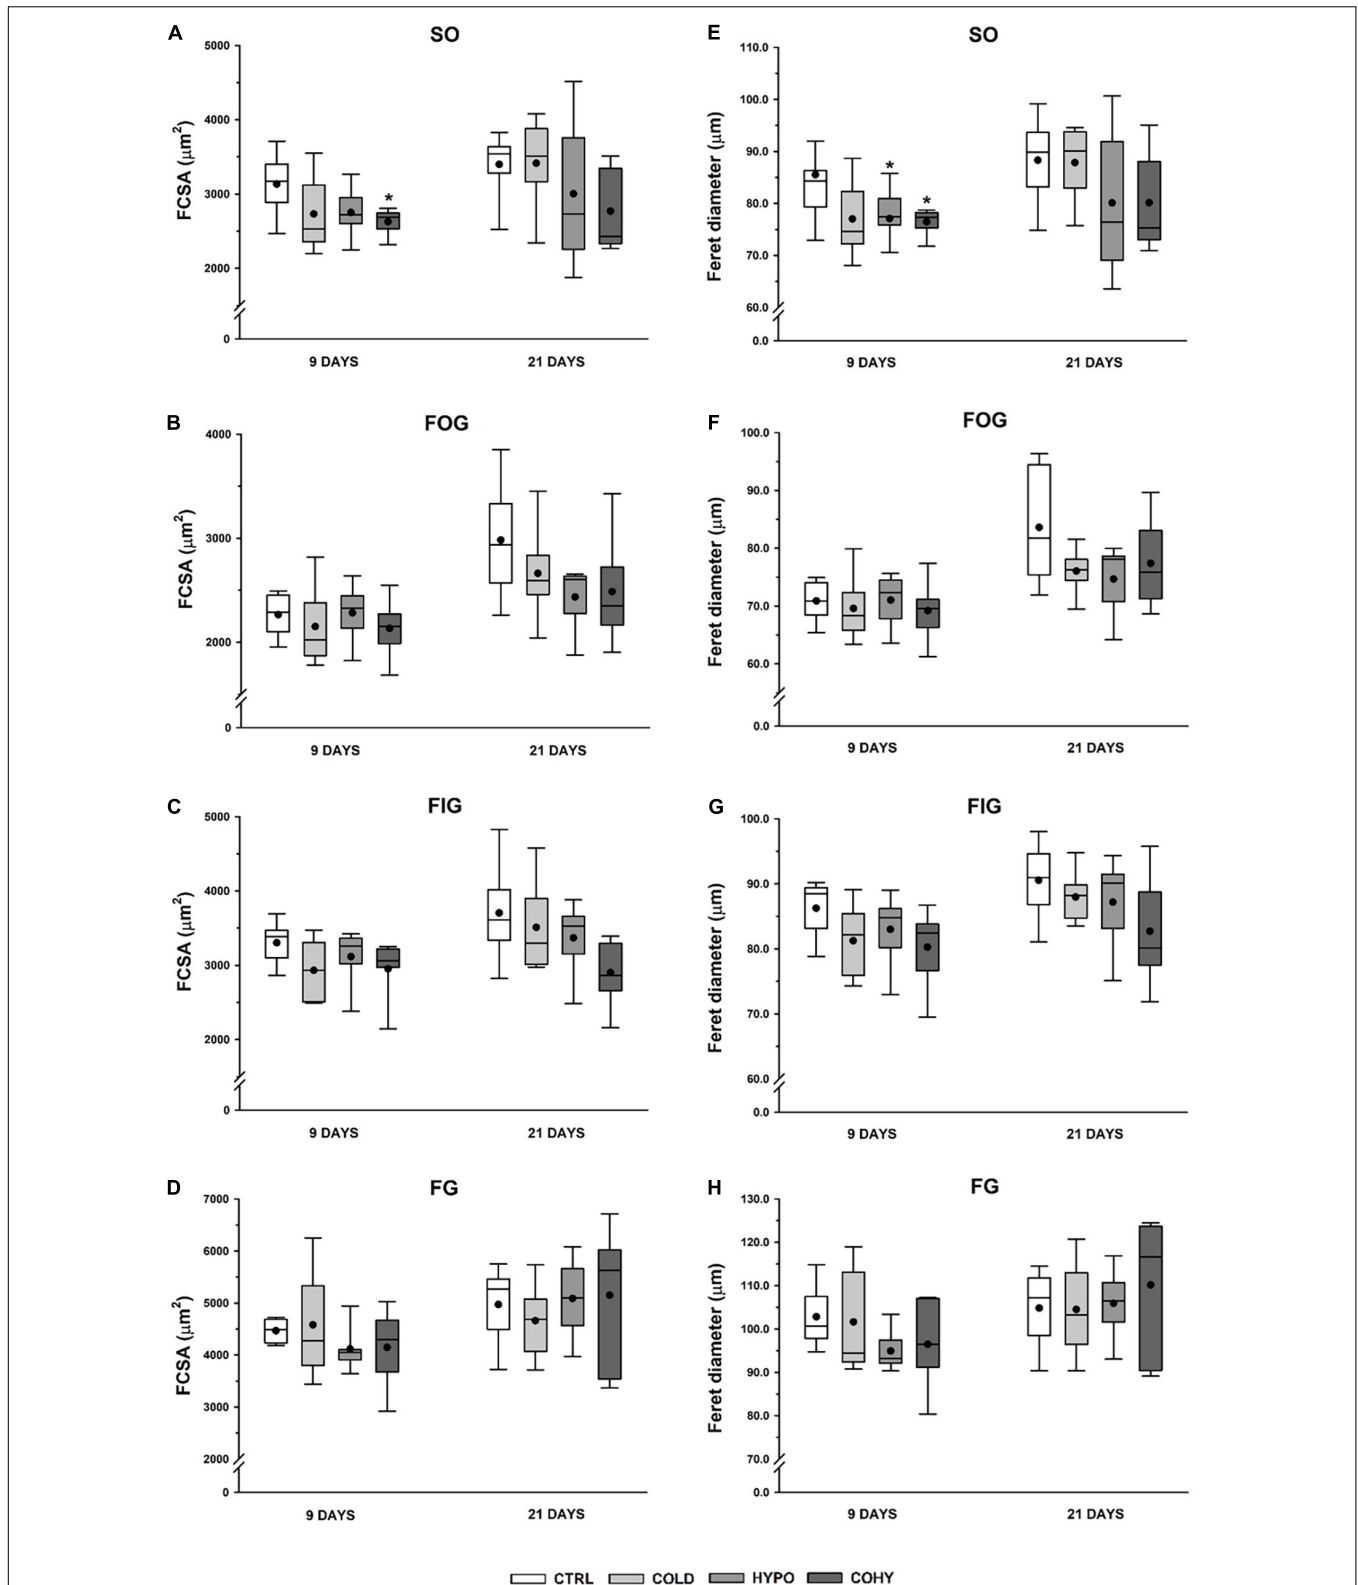 A
SO
5000
4000
3000
2000
0
FCSA (μm²)
*
9 DAYS
21 DAYS
E
SO
110.0
100.0
90.0
80.0
70.0
60.0
0.0
Feret diameter (μm)
*
*
9 DAYS
21 DAYS
B
FOG
4000
3000
2000
0
FCSA (μm²)
9 DAYS
21 DAYS
F
FOG
100.0
90.0
80.0
70.0
60.0
0.0
Feret diameter (μm)
9 DAYS
21 DAYS
C
FIG
5000
4000
3000
2000
0
FCSA (μm²)
9 DAYS
21 DAYS
G
FIG
100.0
90.0
80.0
70.0
60.0
0.0
Feret diameter (μm)
9 DAYS
21 DAYS
D
FG
7000
6000
5000
4000
3000
2000
0
FCSA (μm²)
9 DAYS
21 DAYS
H
FG
130.0
120.0
110.0
100.0
90.0
80.0
70.0
0.0
Feret diameter (μm)
9 DAYS
21 DAYS
CTRL COLD HYPO COHY